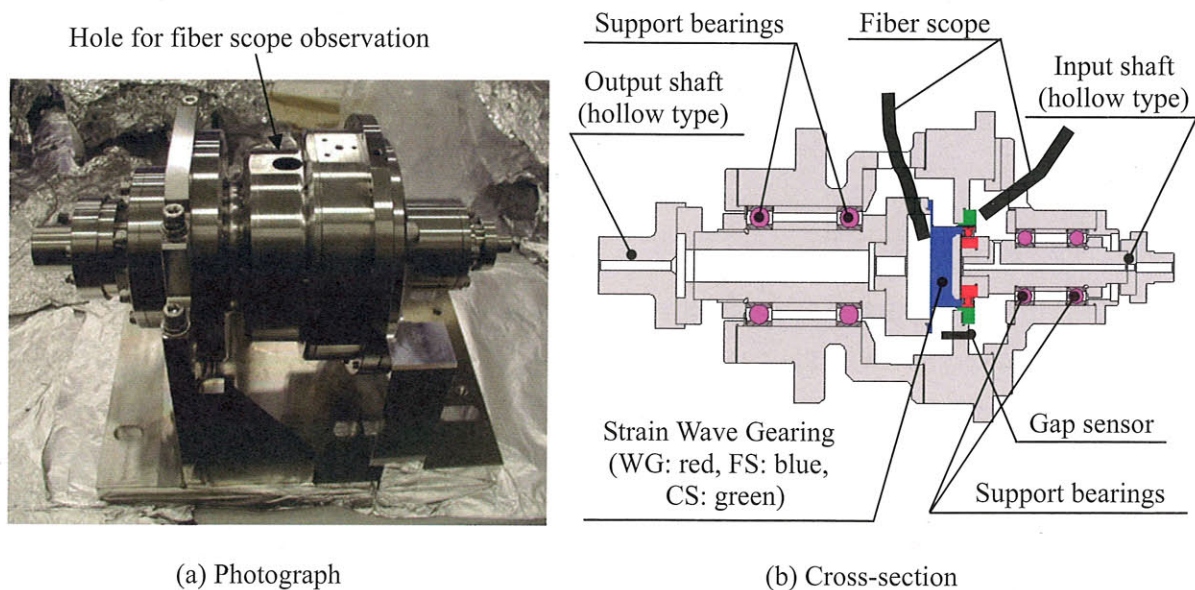 Hole for fiber scope observation
Support bearings
Fiber scope
Output shaft
(hollow type)
Input shaft
(hollow type)
Strain Wave Gearing
(WG: red, FS: blue,
CS: green)
Gap sensor
Support bearings
(a) Photograph
(b) Cross-section